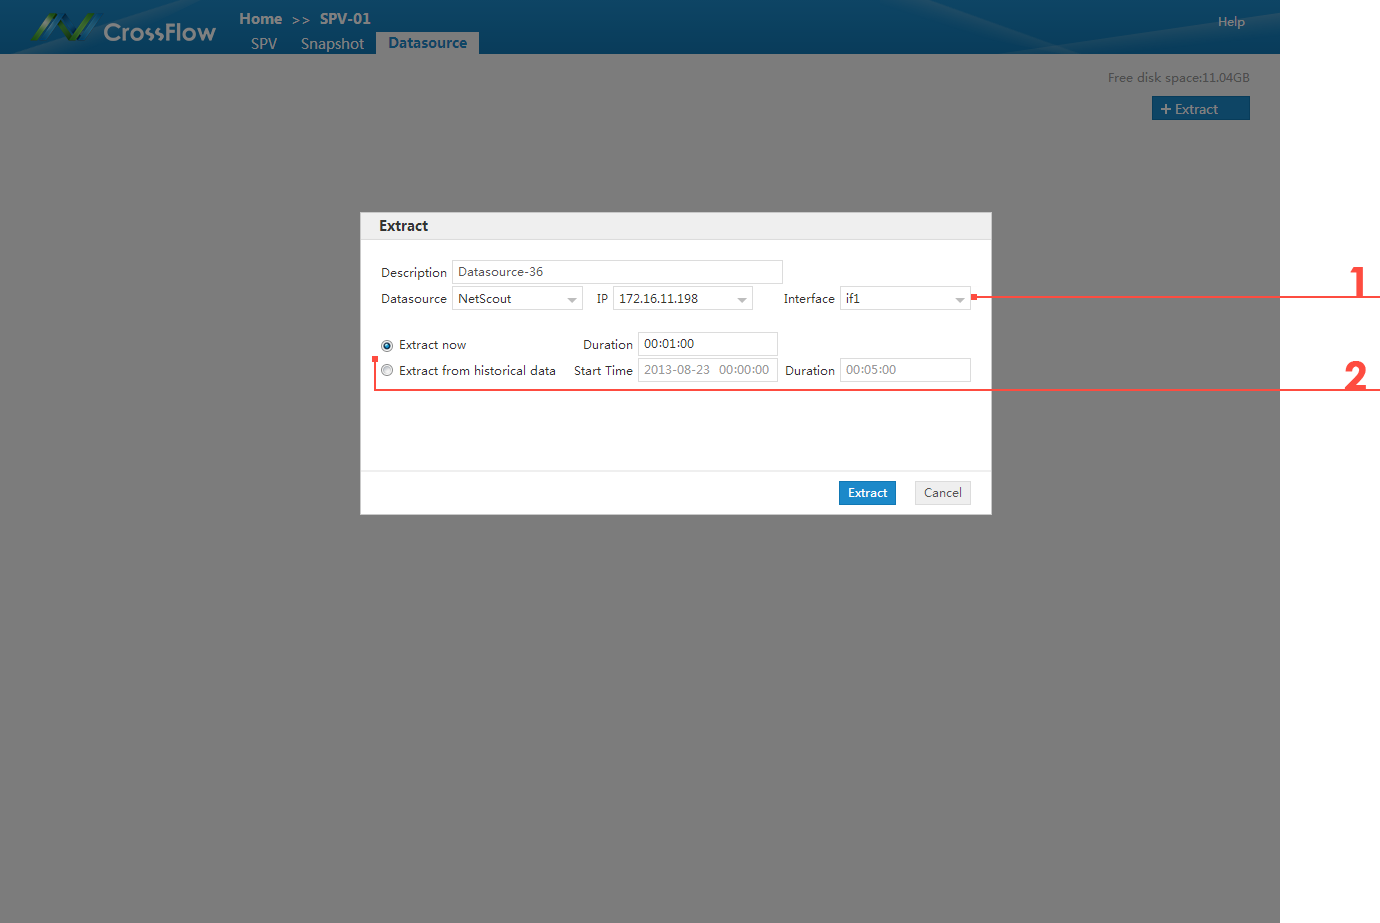 CrossFlow
Home >> SPV-01
Help
SPV Snapshot Datasource
Free disk space:11.04GB
+ Extract
Extract
Description Datasource-36
Datasource NetScout IP 172.16.11.198 Interface if1
1
Extract now Duration 00:01:00
Extract from historical data Start Time 2013-08-23 00:00:00 Duration 00:05:00
2
Extract Cancel